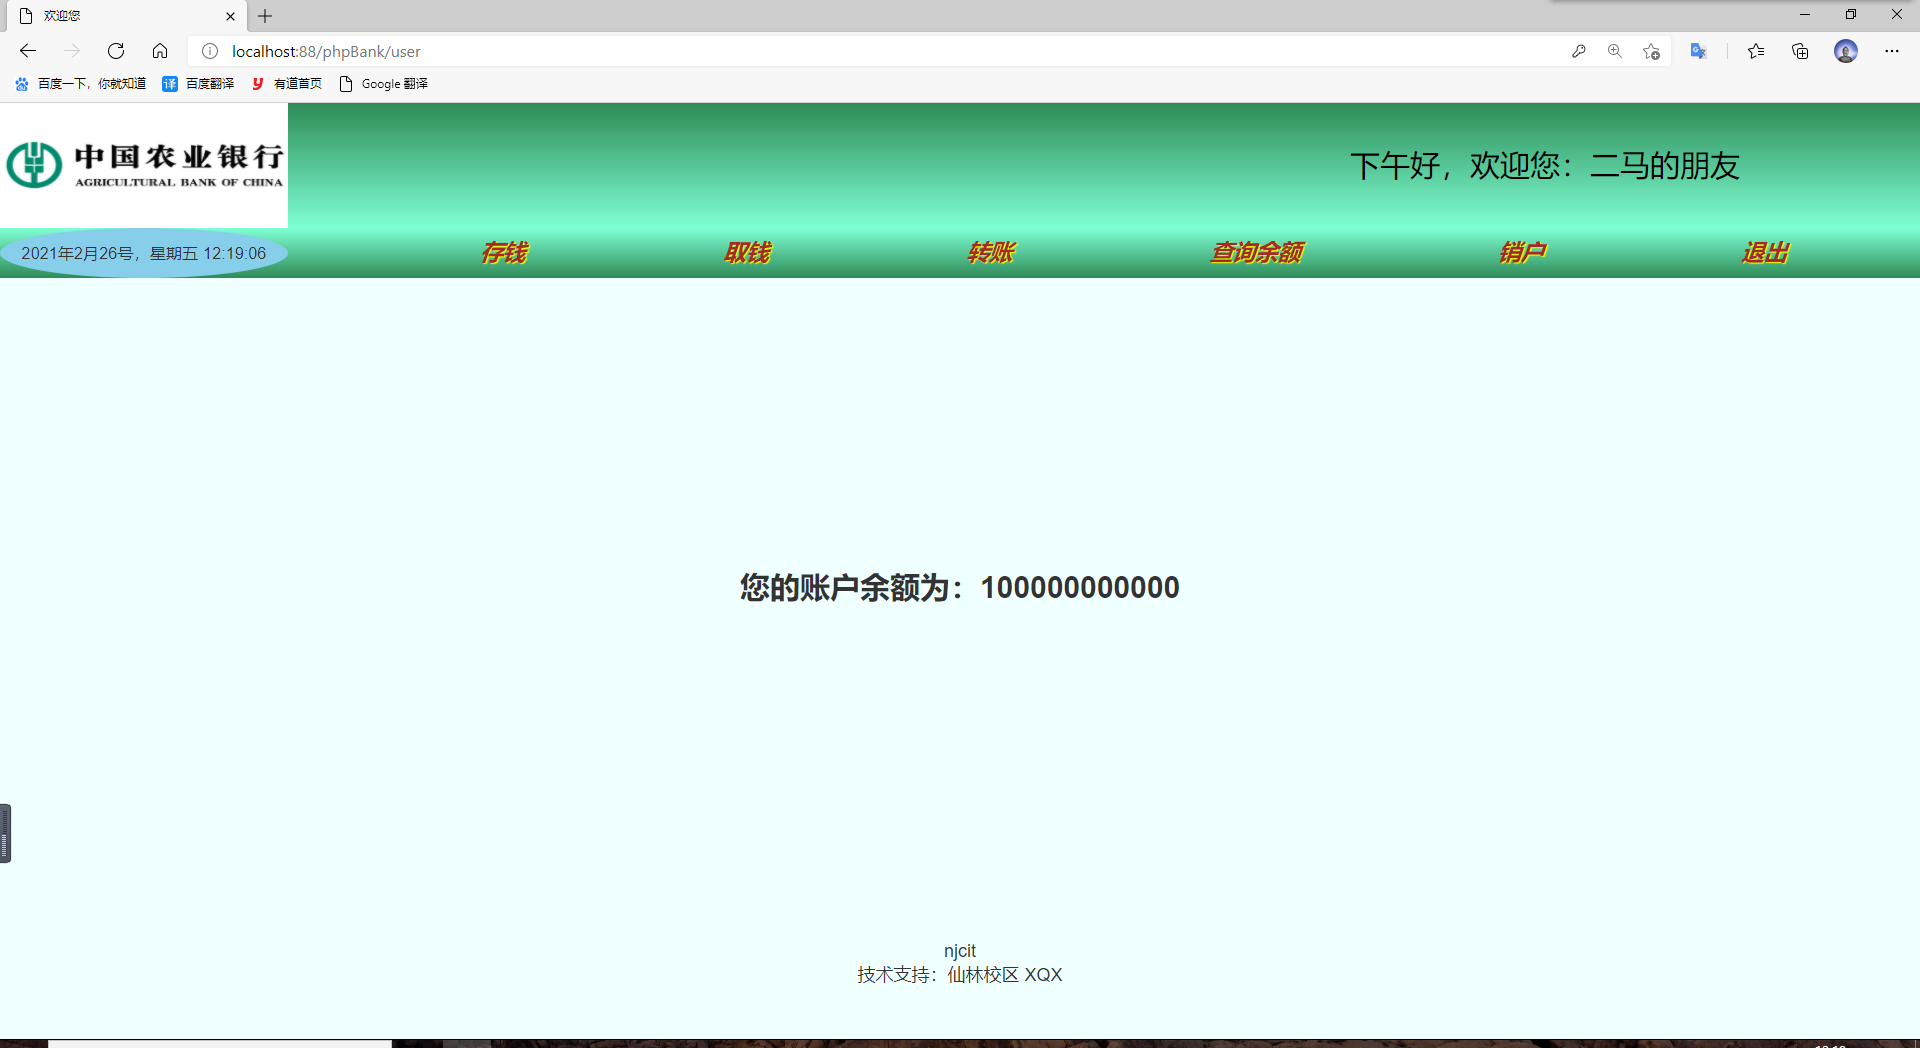 欢迎您
localhost:88/phpBank/user
百度一下，你就知道 译 百度翻译 y 有道首页 Google 翻译
中国农业银行
AGRICULTURAL BANK OF CHINA
下午好，欢迎您：二马的朋友
2021年2月26号，星期五 12:19:06
存钱 取钱 转账 查询余额 销户 退出
您的账户余额为：100000000000
njcit
技术支持：仙林校区 XQX